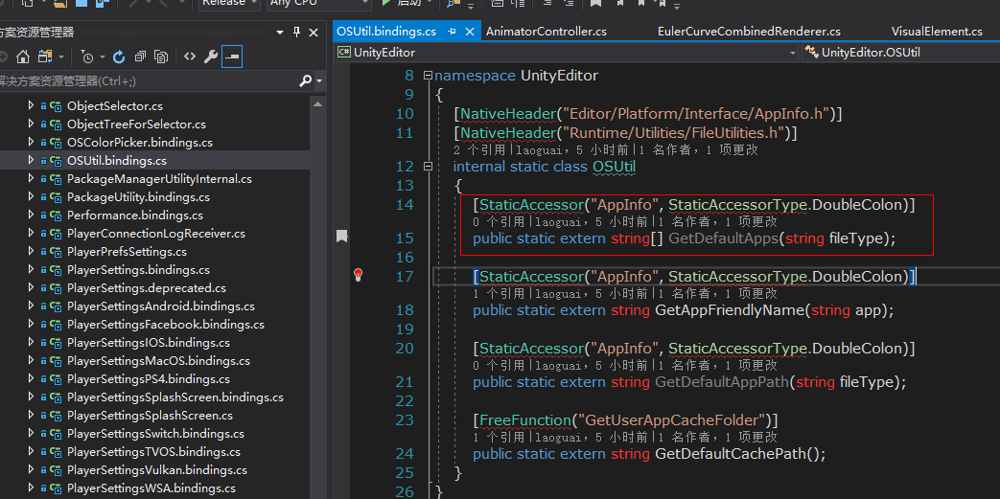 Release
Any CPU
启动
方案资源管理器
OSUtil.bindings.cs
AnimatorController.cs
EulerCurveCombinedRenderer.cs
VisualElement.cs
UnityEditor
UnityEditor.OSUtil
解决方案资源管理器(Ctrl+;)
ObjectSelector.cs
ObjectTreeForSelector.cs
OSColorPicker.bindings.cs
OSUtil.bindings.cs
PackageManagerUtilityInternal.cs
PackageUtility.bindings.cs
Performance.bindings.cs
PlayerConnectionLogReceiver.cs
PlayerPrefsSettings.cs
PlayerSettings.bindings.cs
PlayerSettings.deprecated.cs
PlayerSettingsAndroid.bindings.cs
PlayerSettingsFacebook.bindings.cs
PlayerSettingsIOS.bindings.cs
PlayerSettingsMacOS.bindings.cs
PlayerSettingsPS4.bindings.cs
PlayerSettingsSplashScreen.bindings.cs
PlayerSettingsSplashScreen.cs
PlayerSettingsSwitch.bindings.cs
PlayerSettingsTVOS.bindings.cs
PlayerSettingsVulkan.bindings.cs
PlayerSettingsWSA.bindings.cs
8 namespace UnityEditor
9 {
10 [NativeHeader("Editor/Platform/Interface/AppInfo.h")]
11 [NativeHeader("Runtime/Utilities/FileUtilities.h")]
2 个引用|laoguai，5 小时前|1 名作者，1 项更改
12 internal static class OSUtil
13 {
14 [StaticAccessor("AppInfo", StaticAccessorType.DoubleColon)]
0 个引用|laoguai，5 小时前|1 名作者，1 项更改
15 public static extern string[] GetDefaultApps(string fileType);
16
17 [StaticAccessor("AppInfo", StaticAccessorType.DoubleColon)]
1 个引用|laoguai，5 小时前|1 名作者，1 项更改
18 public static extern string GetAppFriendlyName(string app);
19
20 [StaticAccessor("AppInfo", StaticAccessorType.DoubleColon)]
0 个引用|laoguai，5 小时前|1 名作者，1 项更改
21 public static extern string GetDefaultAppPath(string fileType);
22
23 [FreeFunction("GetUserAppCacheFolder")]
1 个引用|laoguai，5 小时前|1 名作者，1 项更改
24 public static extern string GetDefaultCachePath();
25 }
26 }